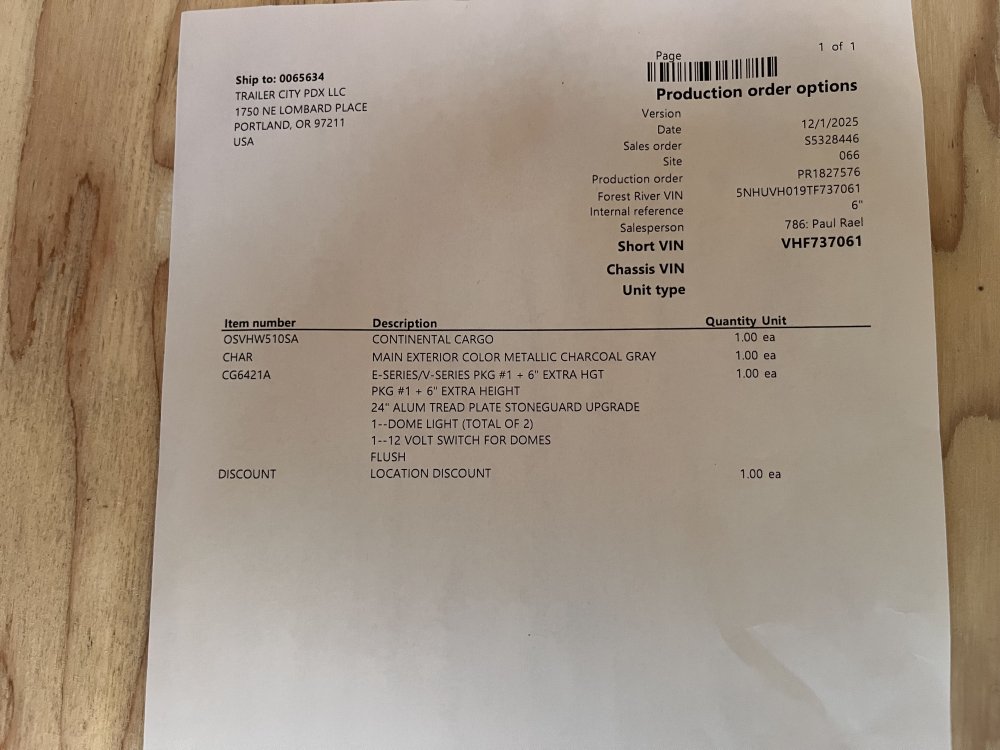 Ship to: 0065634
TRAILER CITY PDX LLC
1750 NE LOMBARD PLACE
PORTLAND, OR 97211
USA
Page 1 of 1
Production order options
Version
Date 12/1/2025
Sales order S5328446
Site 066
Production order PR1827576
Forest River VIN 5NHUVH019TF737061
Internal reference 6"
Salesperson 786: Paul Rael
Short VIN VHF737061
Chassis VIN
Unit type
Item number Description Quantity Unit
OSVHW510SA CONTINENTAL CARGO 1.00 ea
CHAR MAIN EXTERIOR COLOR METALLIC CHARCOAL GRAY 1.00 ea
CG6421A E-SERIES/V-SERIES PKG #1 + 6" EXTRA HGT 1.00 ea
PKG #1 + 6" EXTRA HEIGHT
24" ALUM TREAD PLATE STONEGUARD UPGRADE
1--DOME LIGHT (TOTAL OF 2)
1--12 VOLT SWITCH FOR DOMES
FLUSH
DISCOUNT LOCATION DISCOUNT 1.00 ea